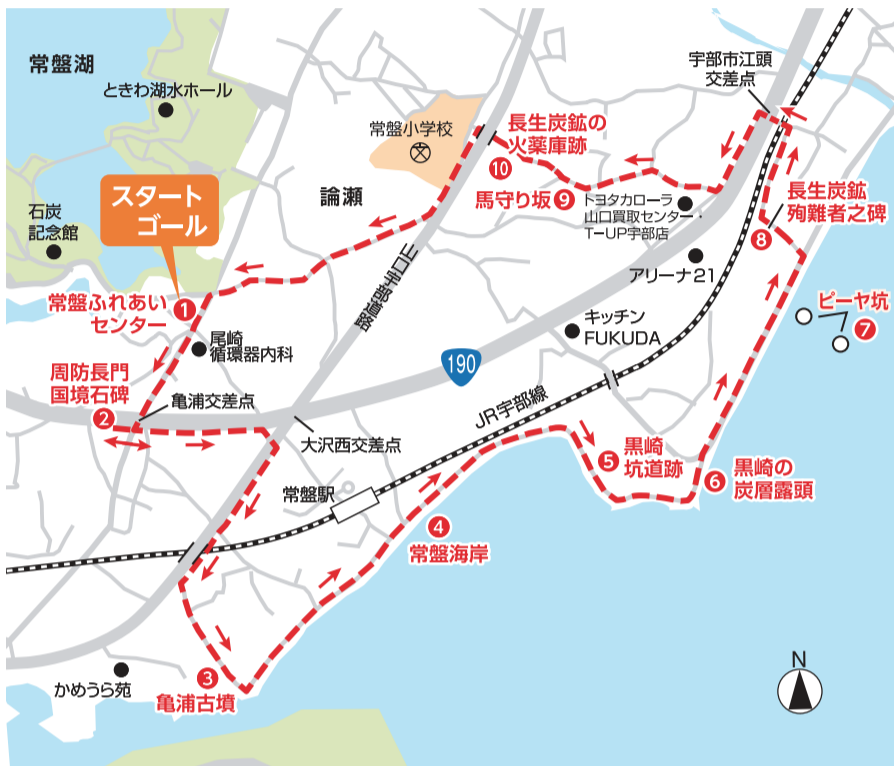 常盤湖
ときわ湖水ホール
宇部市江頭
交差点
常盤小学校
長生炭鉱の
火薬庫跡
10
馬守り坂
9
トヨタカローラ
山口買取センター・
T-UP宇部店
論瀬
スタート
ゴール
石炭
記念館
長生炭鉱
殉難者之碑
8
アリーナ21
山口宇部道路
常盤ふれあい
センター
1
ピーヤ坑
7
尾崎
循環器内科
キッチン
FUKUDA
190
周防長門
国境石碑
2
亀浦交差点
大沢西交差点
JR宇部線
5
黒崎
坑道跡
6
黒崎の
炭層露頭
常盤駅
4
常盤海岸
3
亀浦古墳
かめうら苑
N